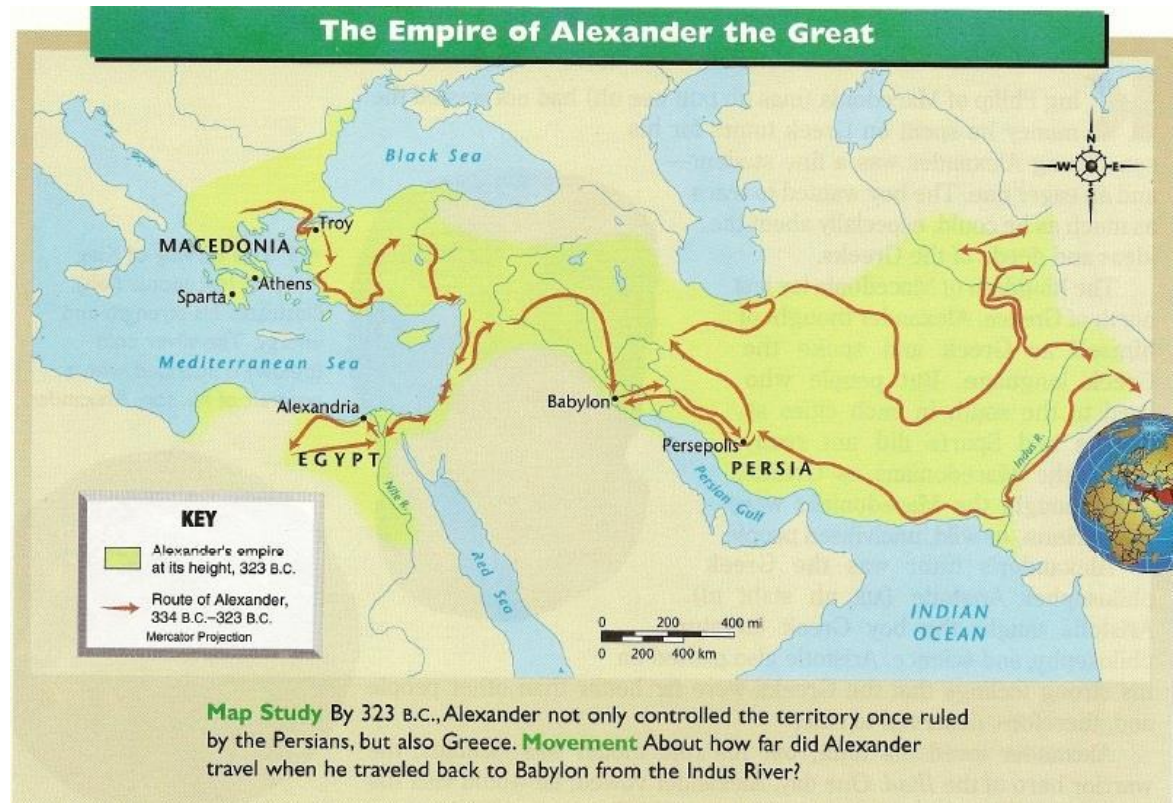 The Empire of Alexander the Great
Black Sea
N
W
E
S
Troy
MACEDONIA
Athens
Sparta
Mediterranean Sea
Alexandria
Babylon
Persepolis
Indus R.
EGYPT
PERSIA
Nile R.
Persian Gulf
Red Sea
KEY
Alexander's empire
at its height, 323 B.C.
Route of Alexander,
334 B.C.–323 B.C.
Mercator Projection
0 200 400 mi
0 200 400 km
INDIAN
OCEAN
Map Study By 323 B.C., Alexander not only controlled the territory once ruled
by the Persians, but also Greece. Movement About how far did Alexander
travel when he traveled back to Babylon from the Indus River?